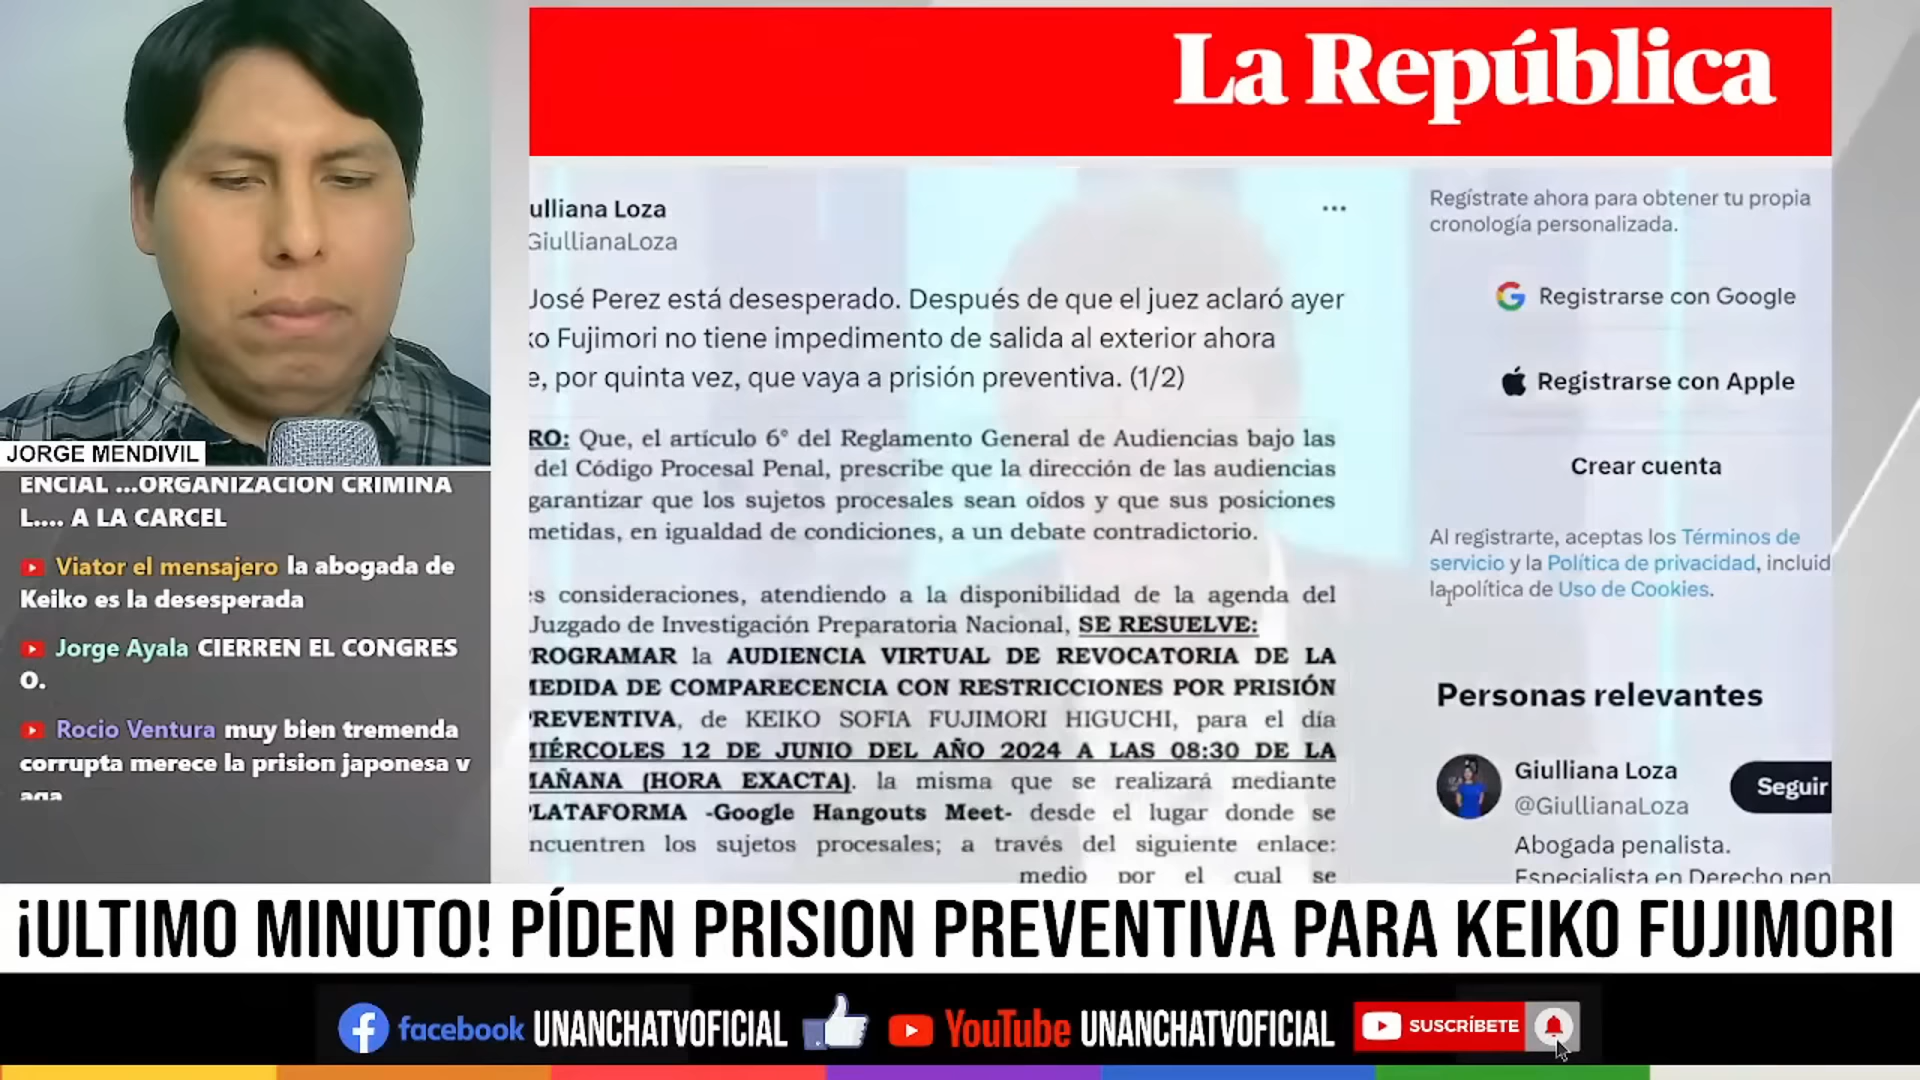 La República
JORGE MENDIVIL
ENCIAL ...ORGANIZACION CRIMINA
L.... A LA CARCEL
Viator el mensajero la abogada de
Keiko es la desesperada
Jorge Ayala CIERREN EL CONGRES
O.
Rocio Ventura muy bien tremenda
corrupta merece la prision japonesa v
aga
ulliana Loza
GiullianaLoza
José Perez está desesperado. Después de que el juez aclaró ayer
ko Fujimori no tiene impedimento de salida al exterior ahora
e, por quinta vez, que vaya a prisión preventiva. (1/2)
RO: Que, el artículo 6° del Reglamento General de Audiencias bajo las
del Código Procesal Penal, prescribe que la dirección de las audiencias
garantizar que los sujetos procesales sean oídos y que sus posiciones
metidas, en igualdad de condiciones, a un debate contradictorio.
s consideraciones, atendiendo a la disponibilidad de la agenda del
Juzgado de Investigación Preparatoria Nacional, SE RESUELVE:
ROGRAMAR la AUDIENCIA VIRTUAL DE REVOCATORIA DE LA
MEDIDA DE COMPARECENCIA CON RESTRICCIONES POR PRISIÓN
PREVENTIVA, de KEIKO SOFIA FUJIMORI HIGUCHI, para el día
MIÉRCOLES 12 DE JUNIO DEL AÑO 2024 A LAS 08:30 DE LA
MAÑANA (HORA EXACTA). la misma que se realizará mediante
PLATAFORMA -Google Hangouts Meet- desde el lugar donde se
ncuentren los sujetos procesales; a través del siguiente enlace:
medio por el cual se
Regístrate ahora para obtener tu propia
cronología personalizada.
Registrarse con Google
Registrarse con Apple
Crear cuenta
Al registrarte, aceptas los Términos de
servicio y la Política de privacidad, incluid
la política de Uso de Cookies.
Personas relevantes
Giulliana Loza
@GiullianaLoza
Seguir
Abogada penalista.
Especialista en Derecho pen
¡ULTIMO MINUTO! PÍDEN PRISION PREVENTIVA PARA KEIKO FUJIMORI
facebook UNANCHATVOFICIAL YouTube UNANCHATVOFICIAL SUSCRÍBETE